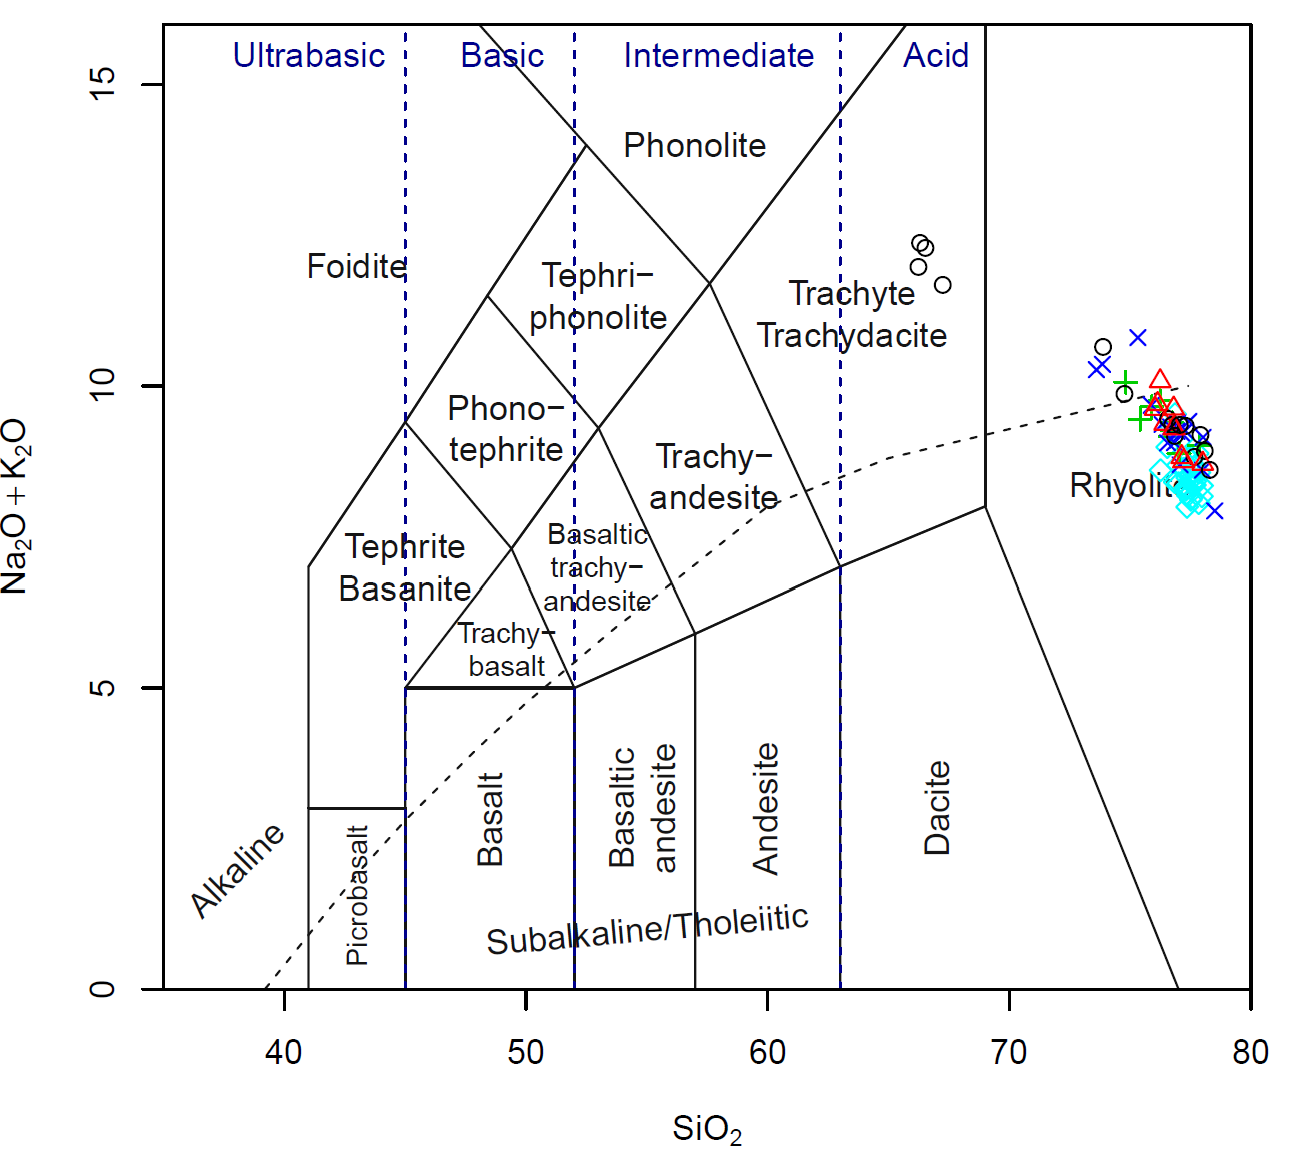 Ultrabasic Basic Intermediate Acid
15
Phonolite
Foidite
Tephri−
phonolite
Trachyte
Trachydacite
10
Phono−
tephrite
Trachy−
andesite
Rhyolit
Na₂O + K₂O
Tephrite
Basanite
Basaltic
trachy−
andesite
Trachy−
basalt
5
Alkaline
Picrobasalt
Basalt
Basaltic
andesite
Andesite
Dacite
Subalkaline/Tholeiitic
0
40 50 60 70 80
SiO₂